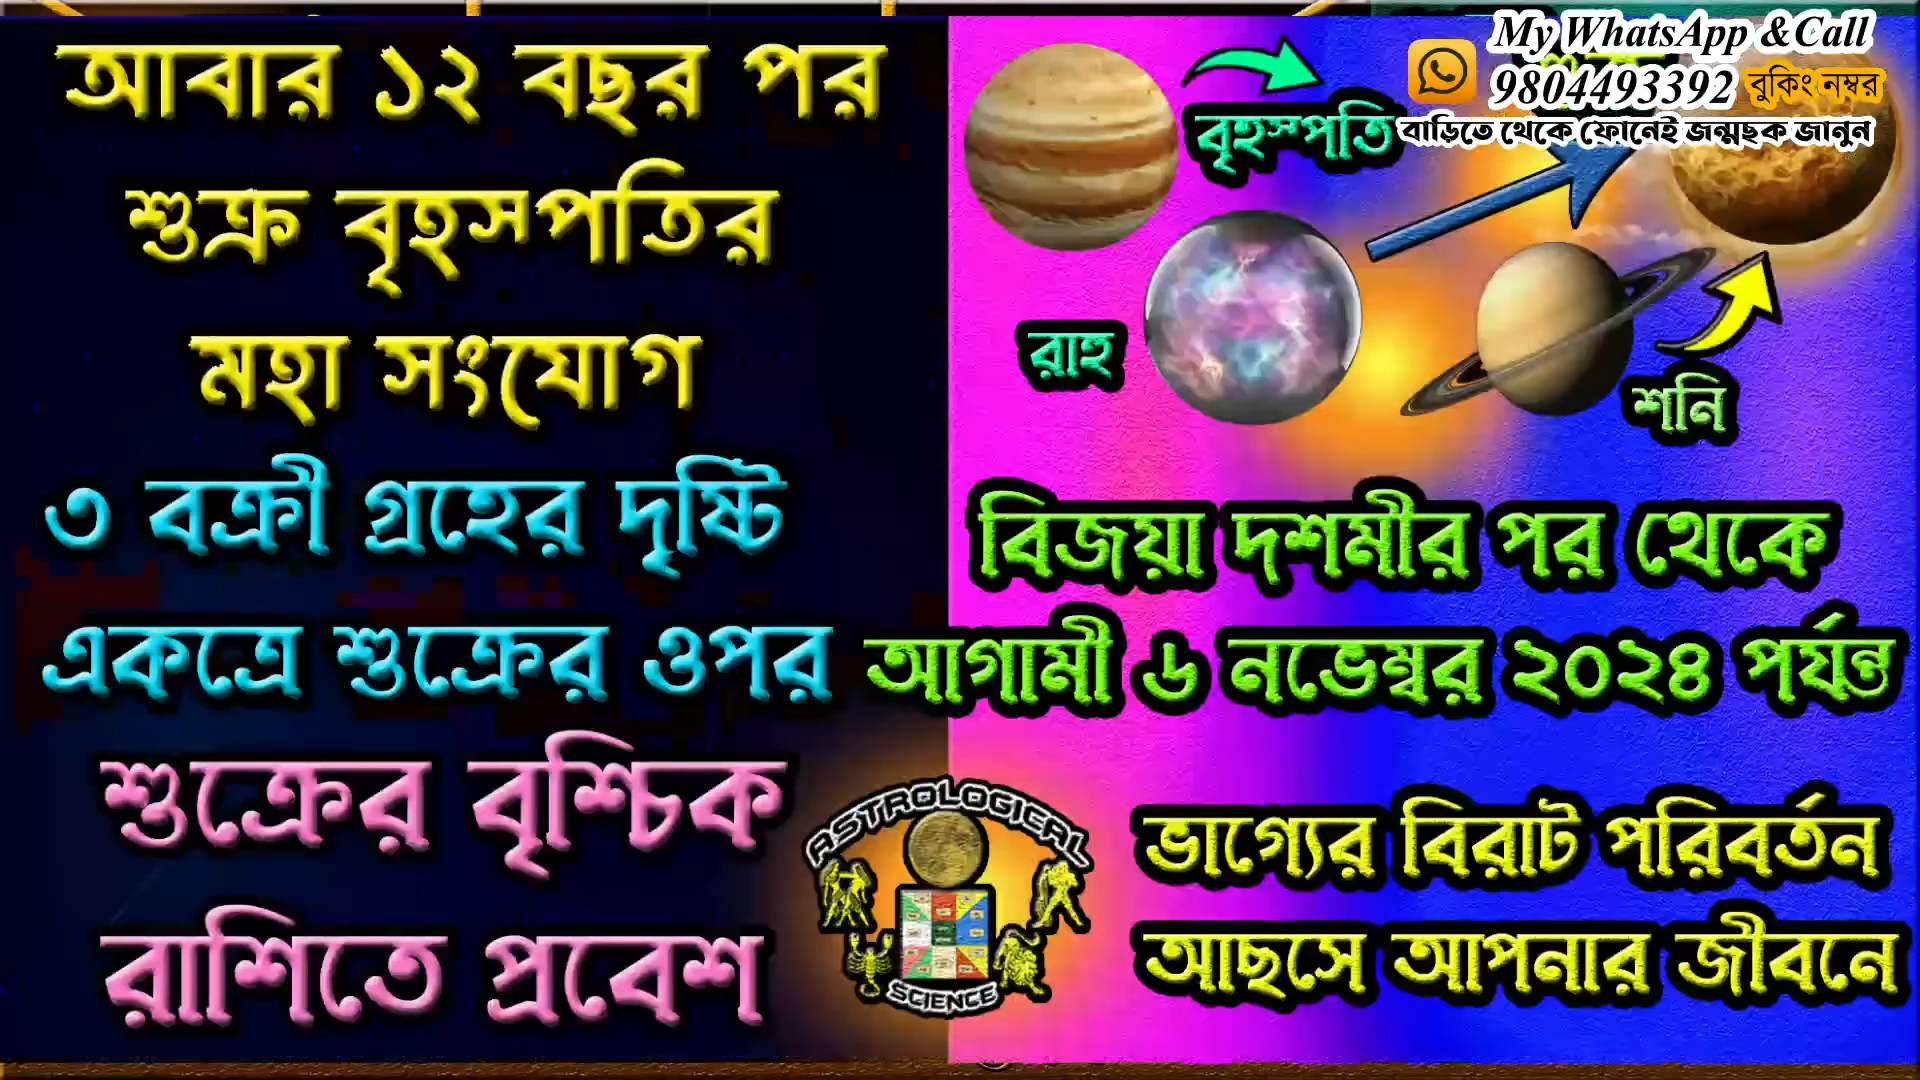 আবার ১২ বছর পর
শুক্র বৃহস্পতির
মহা সংযোগ
৩ বক্রী গ্রহের দৃষ্টি
একত্রে শুক্রের ওপর
শুক্রের বৃশ্চিক
রাশিতে প্রবেশ
My WhatsApp &Call
9804493392 বুকিং নম্বর
বাড়িতে থেকে ফোনেই জন্মছক জানুন
বৃহস্পতি
রাহু
শনি
বিজয়া দশমীর পর থেকে
আগামী ৬ নভেম্বর ২০২৪ পর্যন্ত
ভাগ্যের বিরাট পরিবর্তন
আছসে আপনার জীবনে
ASTROLOGICAL
SCIENCE